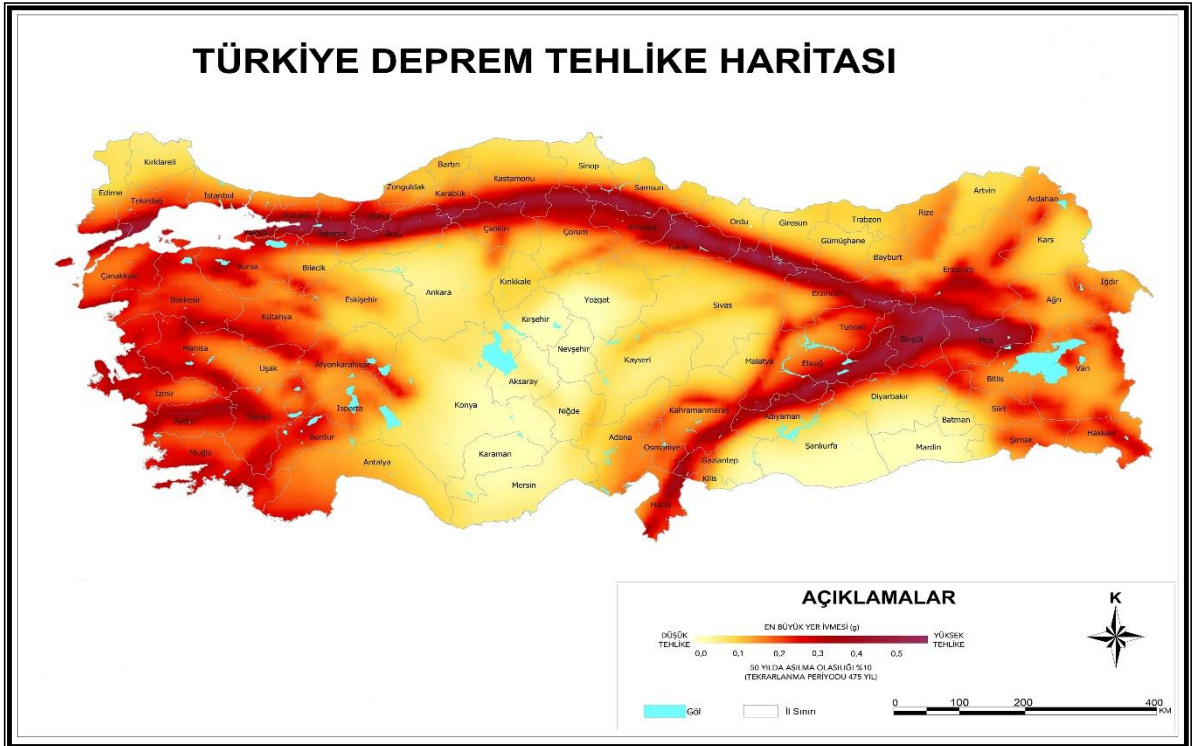 TÜRKİYE DEPREM TEHLİKE HARİTASI
Kırklareli
Edirne
Tekirdağ
İstanbul
Bartın
Zonguldak
Karabük
Kastamonu
Sinop
Samsun
Ordu
Giresun
Trabzon
Rize
Artvin
Ardahan
Kars
Iğdır
Ağrı
Erzurum
Bayburt
Gümüşhane
Erzincan
Tokat
Amasya
Çorum
Çankırı
Bolu
Sakarya
Bilecik
Bursa
Çanakkale
Balıkesir
Kütahya
Eskişehir
Ankara
Kırıkkale
Yozgat
Kırşehir
Sivas
Tunceli
Bingöl
Muş
Van
Bitlis
Elazığ
Malatya
Kayseri
Nevşehir
Aksaray
Afyonkarahisar
Uşak
Manisa
İzmir
Aydın
Denizli
Isparta
Burdur
Muğla
Antalya
Konya
Karaman
Niğde
Mersin
Adana
Osmaniye
Kahramanmaraş
Adıyaman
Gaziantep
Kilis
Hatay
Şanlıurfa
Diyarbakır
Batman
Mardin
Siirt
Şırnak
Hakkari
AÇIKLAMALAR
EN BÜYÜK YER İVMESİ (g)
DÜŞÜK
TEHLİKE
YÜKSEK
TEHLİKE
0,0 0,1 0,2 0,3 0,4 0,5
50 YILDA AŞILMA OLASILIĞI %10
(TEKRARLANMA PERİYODU 475 YIL)
Göl
İl Sınırı
K
0 100 200 400
KM